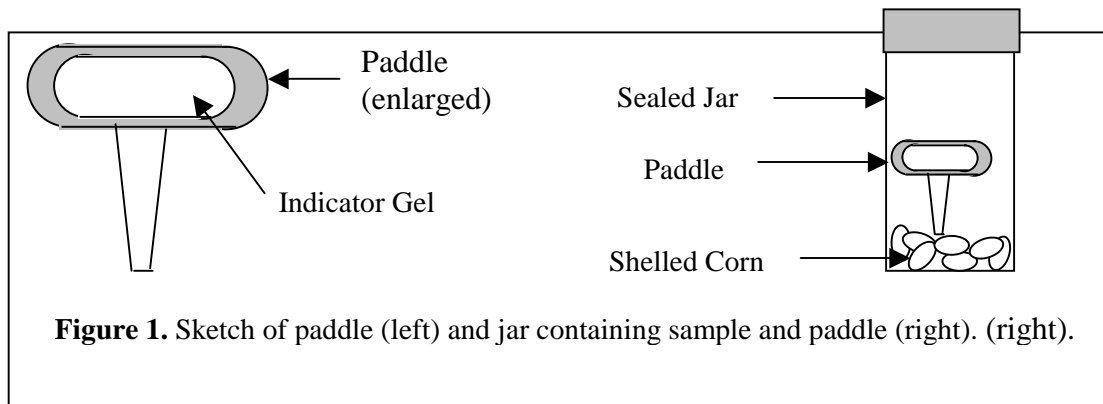 Paddle
(enlarged)
Indicator Gel
Sealed Jar
Paddle
Shelled Corn
Figure 1. Sketch of paddle (left) and jar containing sample and paddle (right). (right).